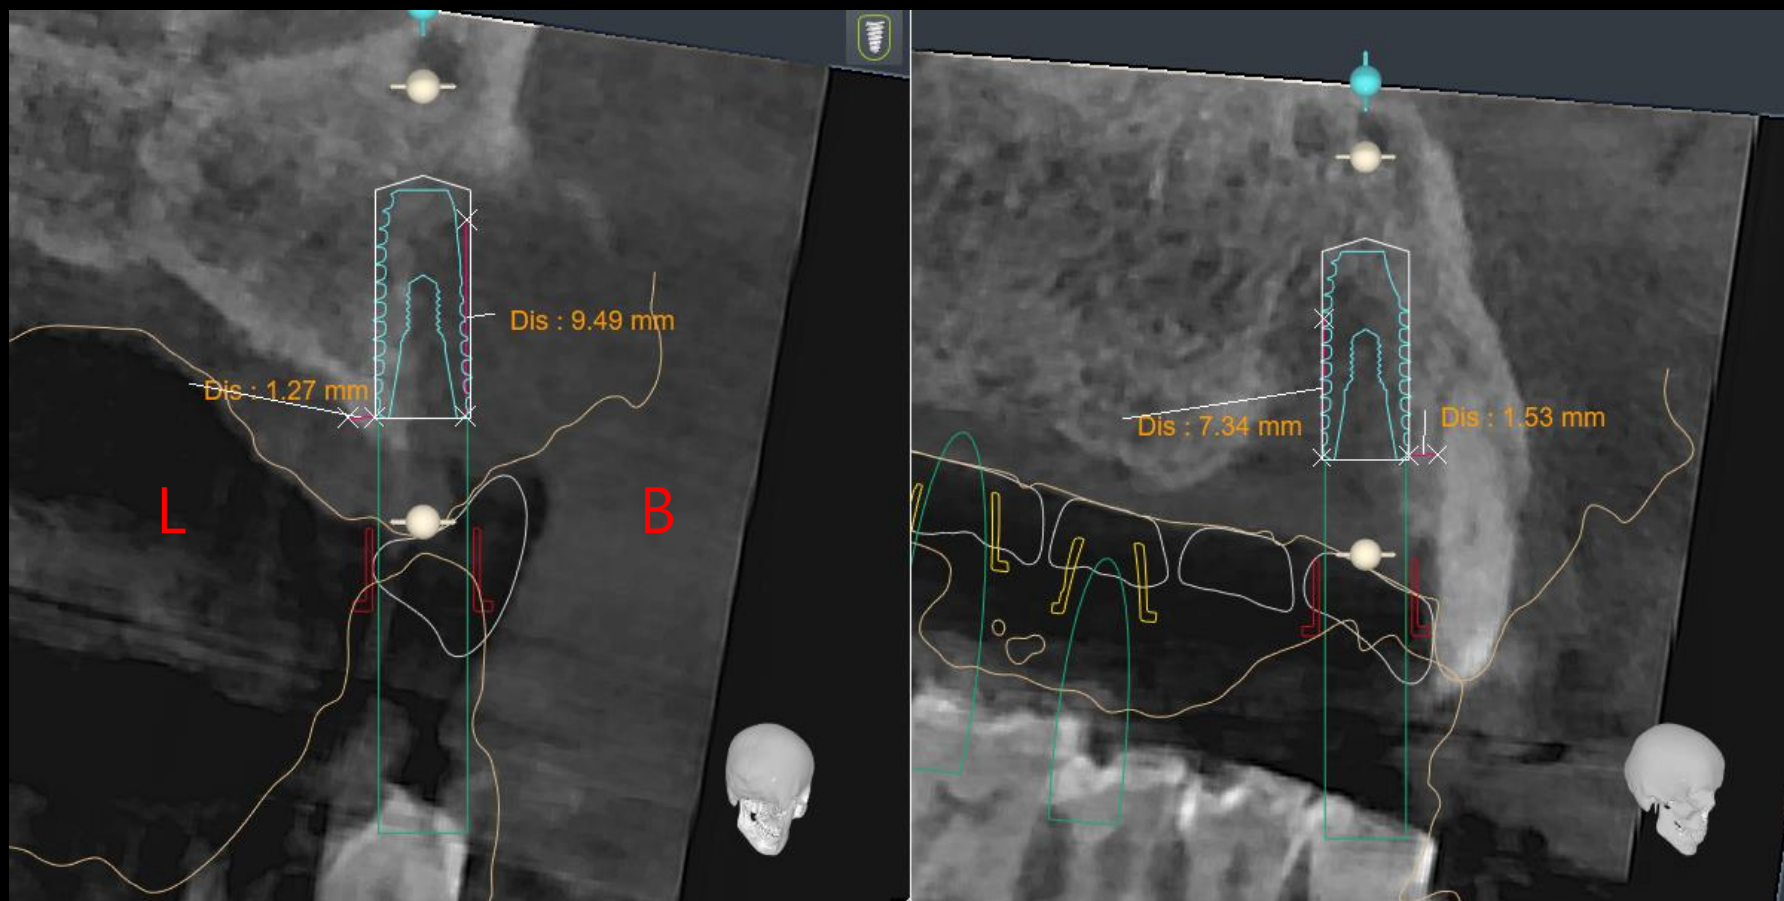 Dis : 9.49 mm
Dis : 1.27 mm
L
B
Dis : 7.34 mm
Dis : 1.53 mm